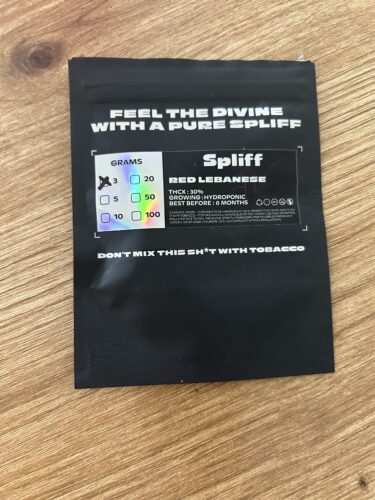 FEEL THE DIVINE
WITH A PURE SPLIFF
GRAMS
3
20
5
50
10
100
Spliff
RED LEBANESE
THCX : 30%
GROWING : HYDROPONIC
BEST BEFORE : 6 MONTHS
DON'T MIX THIS SH*T WITH TOBACCO